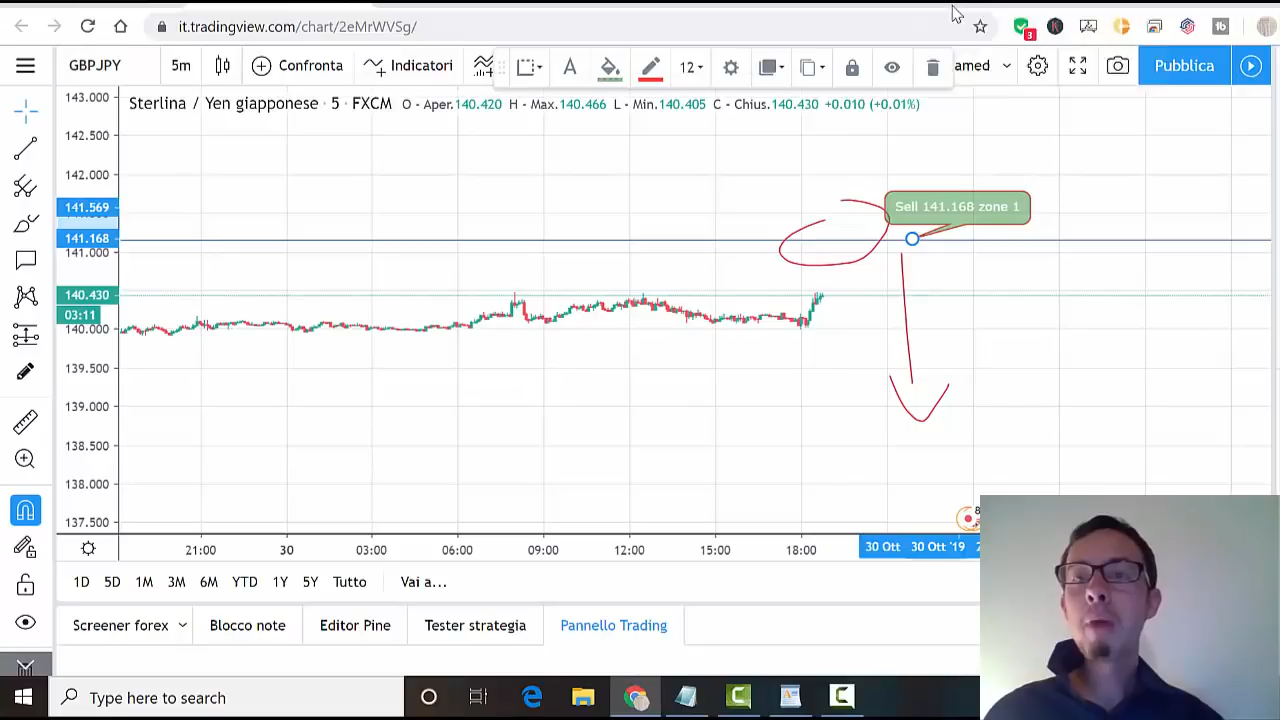 it.tradingview.com/chart/2eMrWVSg/
3
tb
GBPJPY
5m
Confronta
Indicatori
12
amed
Pubblica
Sterlina / Yen giapponese · 5 · FXCM O - Aper.140.420 H - Max.140.466 L - Min.140.405 C - Chius.140.430 +0.010 (+0.01%)
143.000
142.500
142.000
141.569
141.168
141.000
140.430
03:11
140.000
139.500
139.000
138.500
138.000
137.500
Sell 141.168 zone 1
21:00 30 03:00 06:00 09:00 12:00 15:00 18:00 30 Ott 30 Ott '19
1D 5D 1M 3M 6M YTD 1Y 5Y Tutto Vai a...
Screener forex Blocco note Editor Pine Tester strategia Pannello Trading
Type here to search